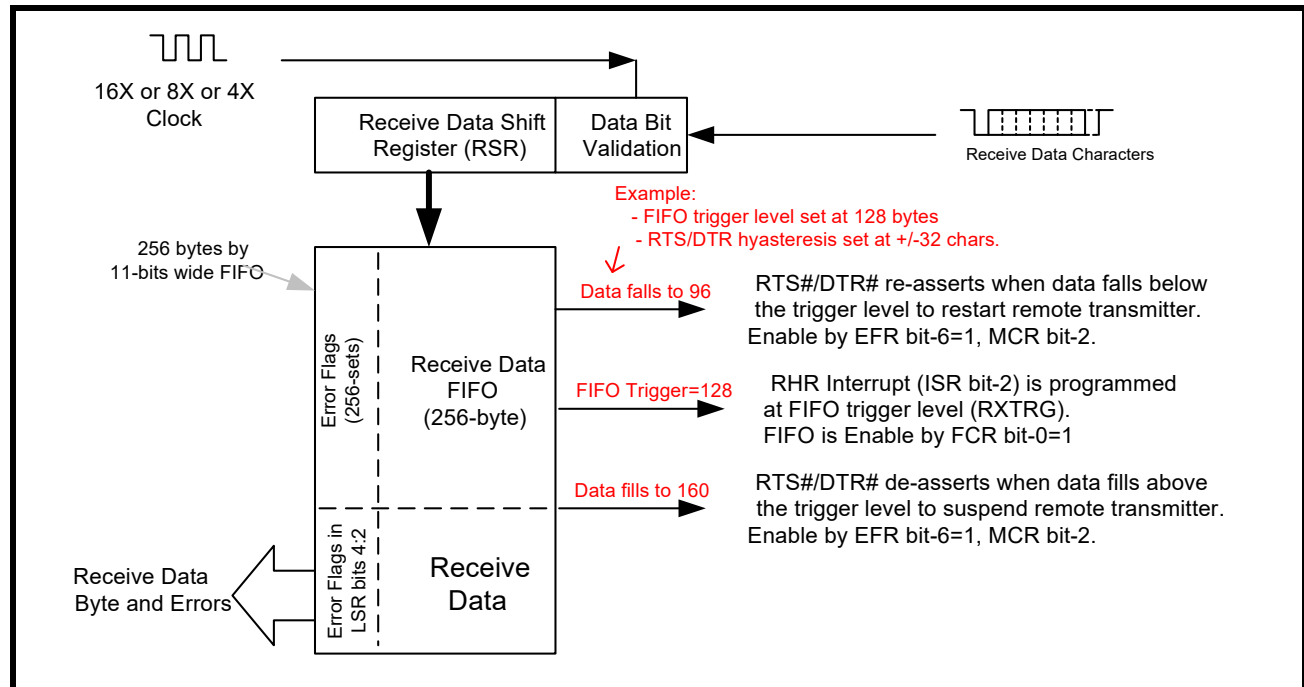 16X or 8X or 4X
Clock
Receive Data Shift
Register (RSR)
Data Bit
Validation
Receive Data Characters
Example:
- FIFO trigger level set at 128 bytes
- RTS/DTR hyasteresis set at +/-32 chars.
256 bytes by
11-bits wide FIFO
Error Flags
(256-sets)
Receive Data
FIFO
(256-byte)
Data falls to 96
RTS#/DTR# re-asserts when data falls below
the trigger level to restart remote transmitter.
Enable by EFR bit-6=1, MCR bit-2.
FIFO Trigger=128
RHR Interrupt (ISR bit-2) is programmed
at FIFO trigger level (RXTRG).
FIFO is Enable by FCR bit-0=1
Data fills to 160
RTS#/DTR# de-asserts when data fills above
the trigger level to suspend remote transmitter.
Enable by EFR bit-6=1, MCR bit-2.
Error Flags in
LSR bits 4:2
Receive
Data
Receive Data
Byte and Errors